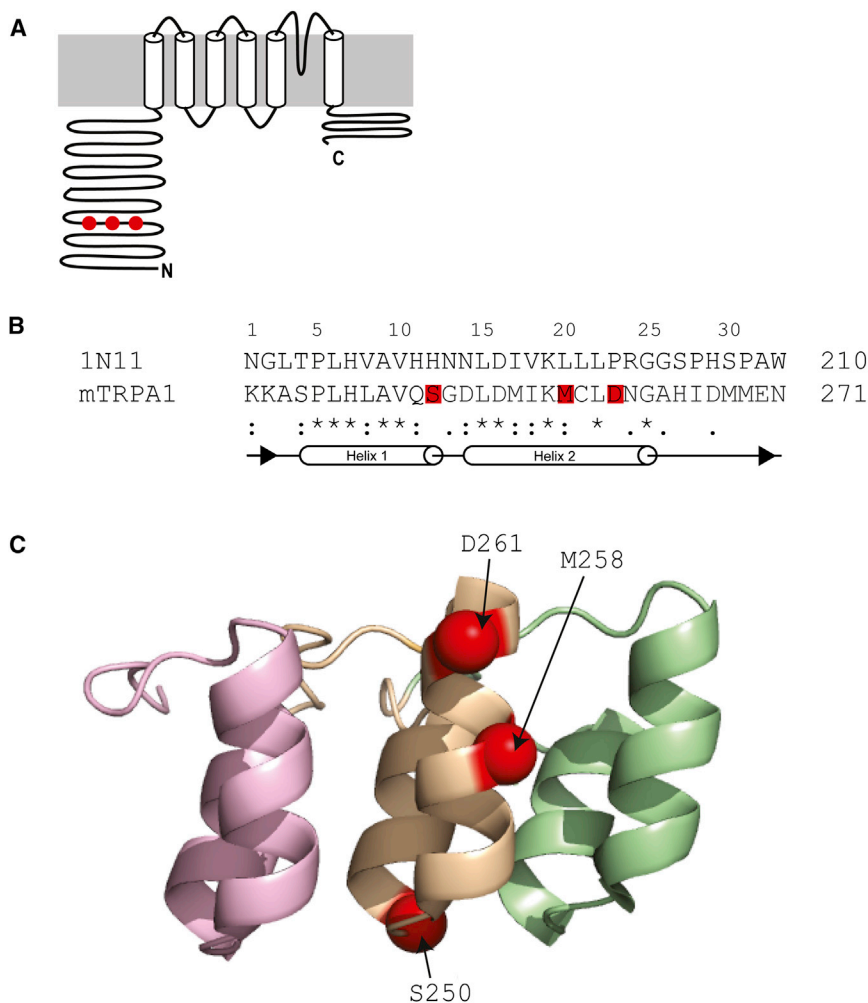 A
C
N
B
1 5 10 15 20 25 30
1N11 NGLTPLHVAVHHNNLDIVKLLLPRGGSPHSPAW 210
mTRPA1 KKASPLHLAVQSGDLDMIKMCLDNGAHIDMMEN 271
: :***::**: .:**::*: * .*. .
Helix 1 Helix 2
C
D261
M258
S250